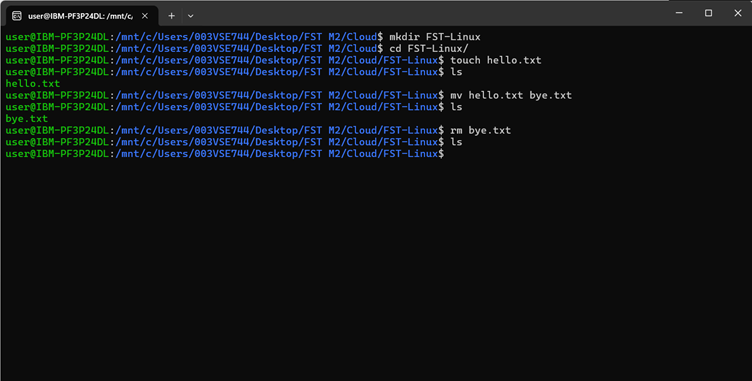 user@IBM-PF3P24DL: /mnt/c/
user@IBM-PF3P24DL:/mnt/c/Users/003VSE744/Desktop/FST M2/Cloud$ mkdir FST-Linux
user@IBM-PF3P24DL:/mnt/c/Users/003VSE744/Desktop/FST M2/Cloud$ cd FST-Linux/
user@IBM-PF3P24DL:/mnt/c/Users/003VSE744/Desktop/FST M2/Cloud/FST-Linux$ touch hello.txt
user@IBM-PF3P24DL:/mnt/c/Users/003VSE744/Desktop/FST M2/Cloud/FST-Linux$ ls
hello.txt
user@IBM-PF3P24DL:/mnt/c/Users/003VSE744/Desktop/FST M2/Cloud/FST-Linux$ mv hello.txt bye.txt
user@IBM-PF3P24DL:/mnt/c/Users/003VSE744/Desktop/FST M2/Cloud/FST-Linux$ ls
bye.txt
user@IBM-PF3P24DL:/mnt/c/Users/003VSE744/Desktop/FST M2/Cloud/FST-Linux$ rm bye.txt
user@IBM-PF3P24DL:/mnt/c/Users/003VSE744/Desktop/FST M2/Cloud/FST-Linux$ ls
user@IBM-PF3P24DL:/mnt/c/Users/003VSE744/Desktop/FST M2/Cloud/FST-Linux$